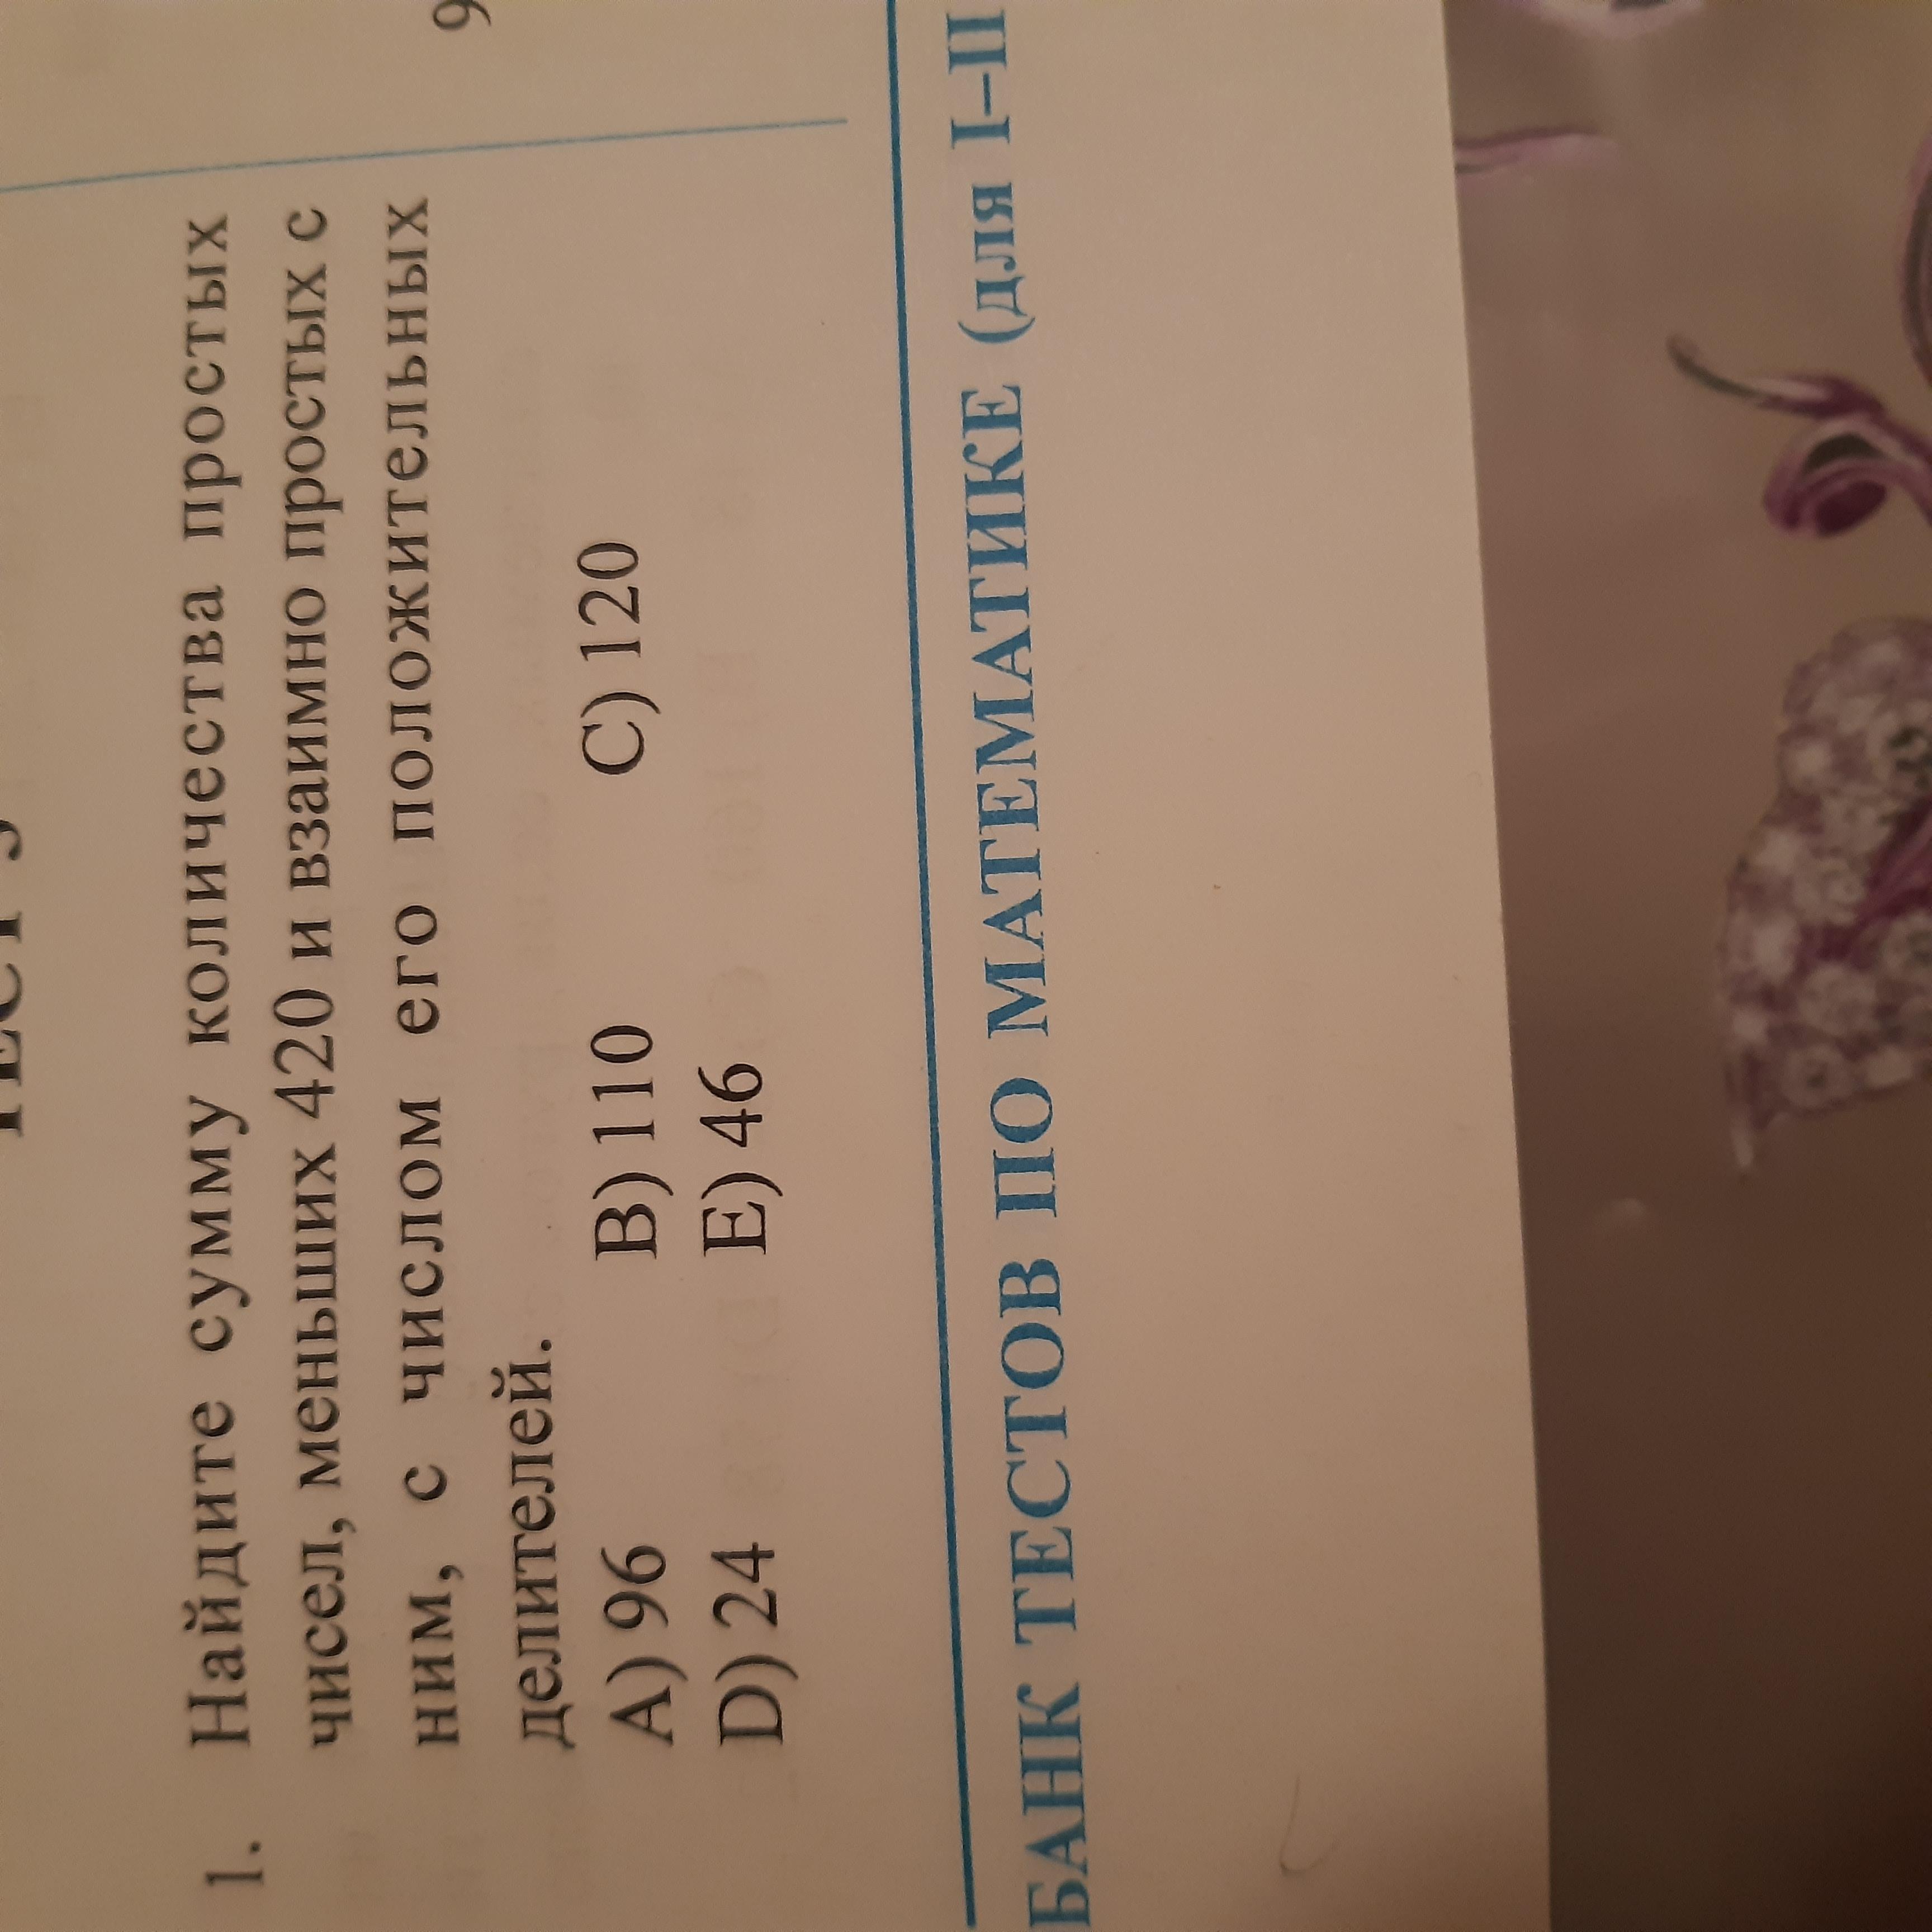 1. Найдите сумму количества простых
чисел, меньших 420 и взаимно простых с
ним, с числом его положительных
делителей.
A) 96 B) 110 C) 120
D) 24 E) 46
БАНК ТЕСТОВ ПО МАТЕМАТИКЕ (для I–II